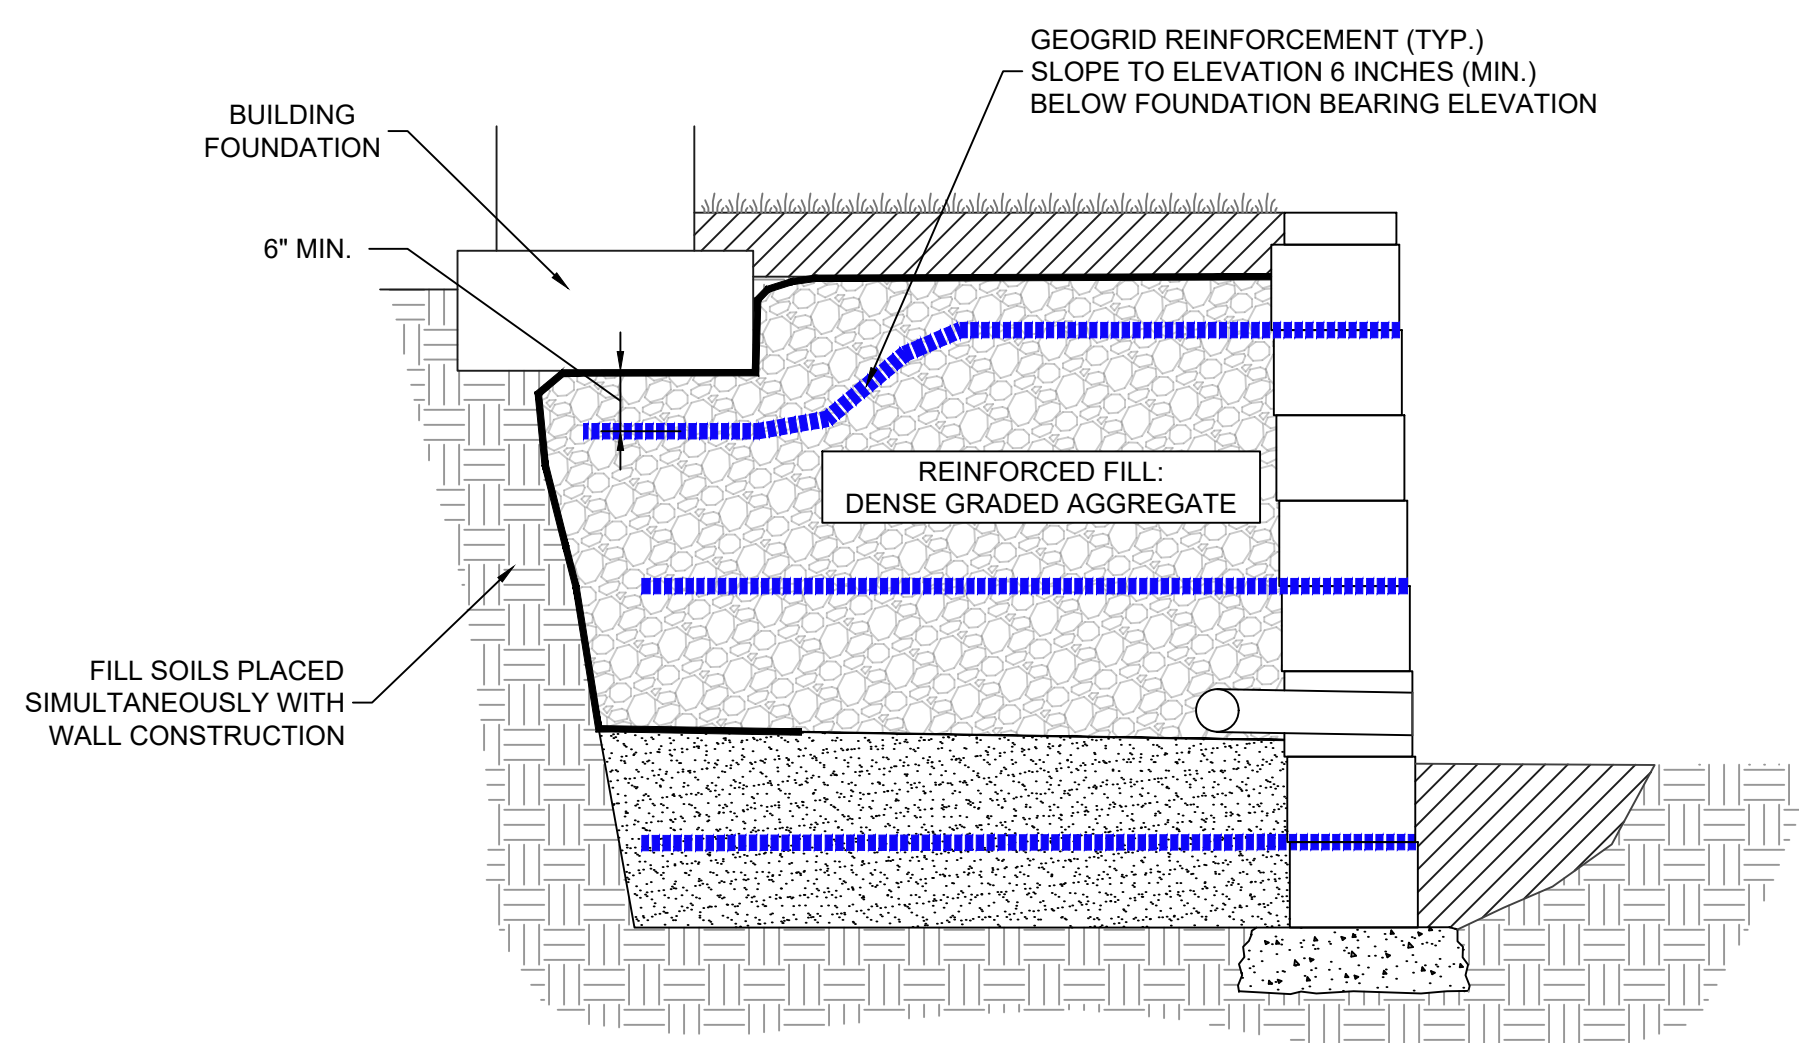 GEOGRID REINFORCEMENT (TYP.)
SLOPE TO ELEVATION 6 INCHES (MIN.)
BELOW FOUNDATION BEARING ELEVATION
BUILDING
FOUNDATION
6" MIN.
REINFORCED FILL:
DENSE GRADED AGGREGATE
FILL SOILS PLACED
SIMULTANEOUSLY WITH
WALL CONSTRUCTION